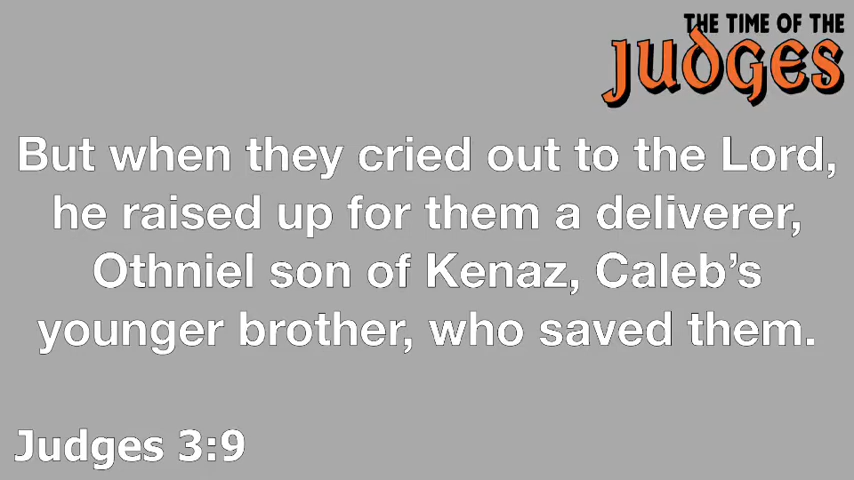 THE TIME OF THE
JUDGES
But when they cried out to the Lord,
he raised up for them a deliverer,
Othniel son of Kenaz, Caleb’s
younger brother, who saved them.
Judges 3:9